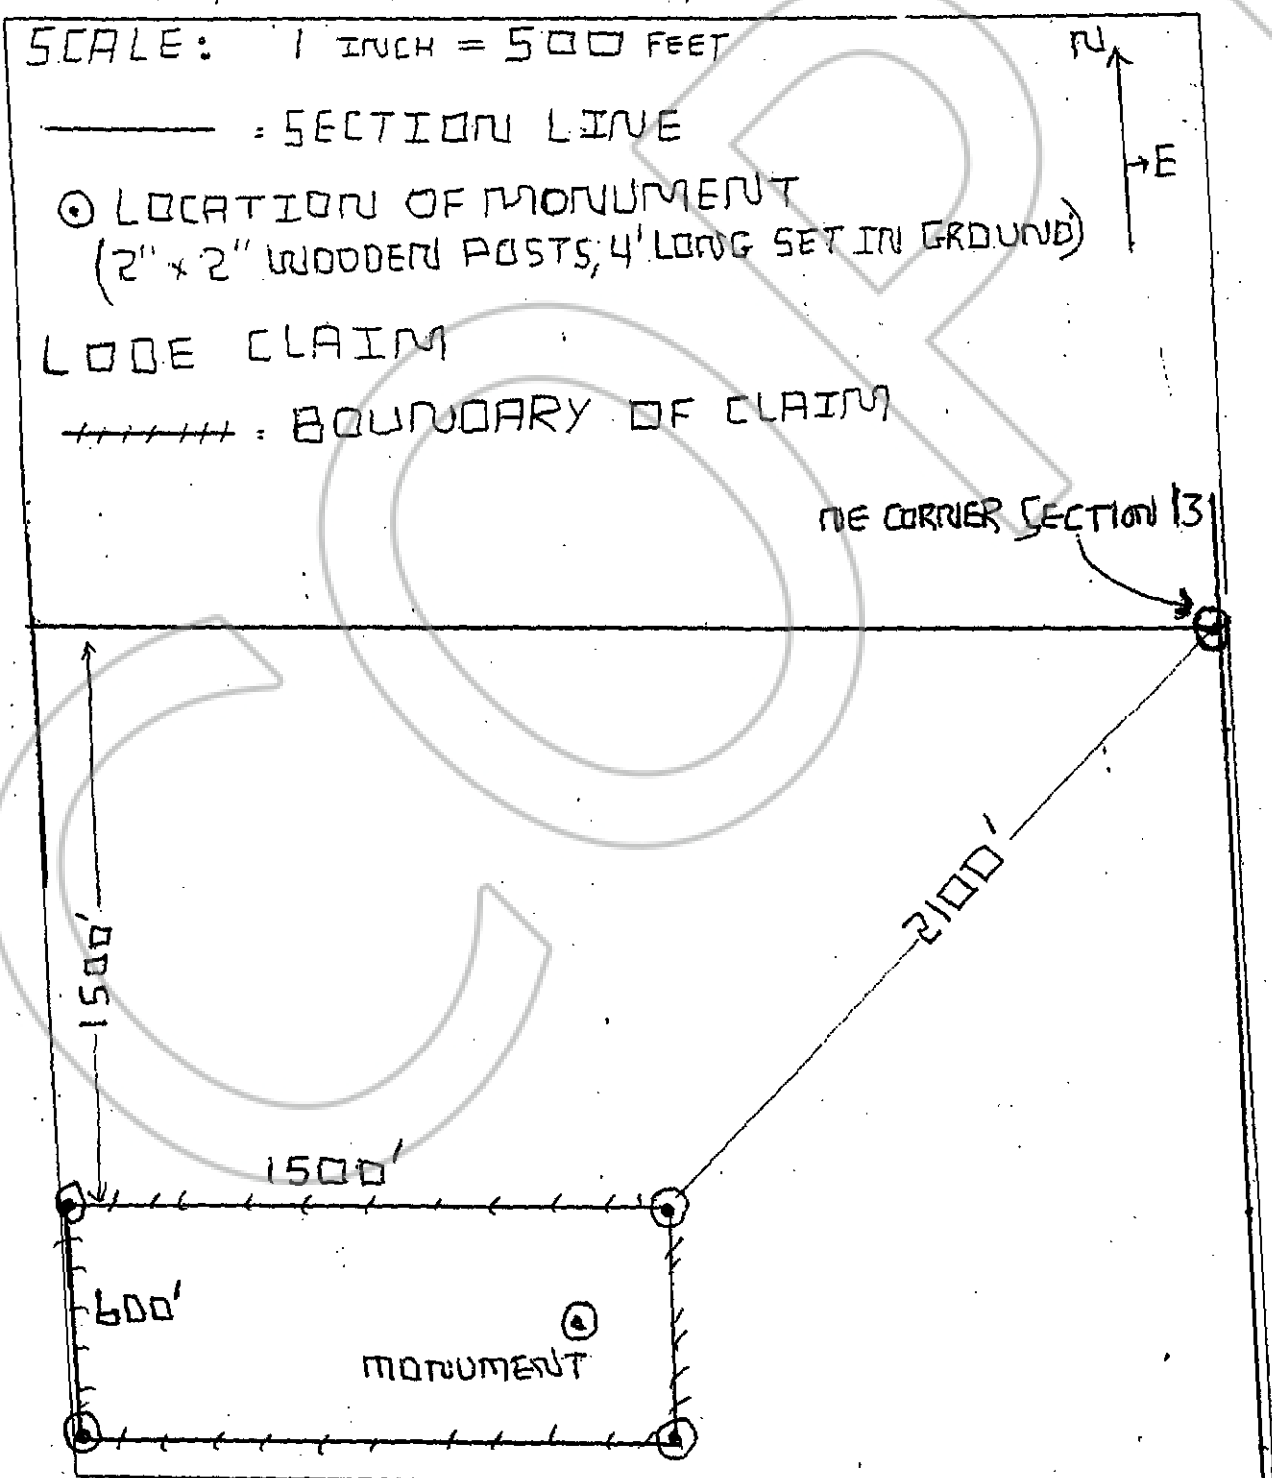 SCALE: 1 INCH = 500 FEET
N
: SECTION LINE
→E
LOCATION OF MONUMENT
(2" x 2" WOODEN POSTS, 4' LONG SET IN GROUND)
LODE CLAIM
: BOUNDARY OF CLAIM
NE CORNER SECTION 13
2100'
1500'
1500'
600'
MONUMENT
COPY